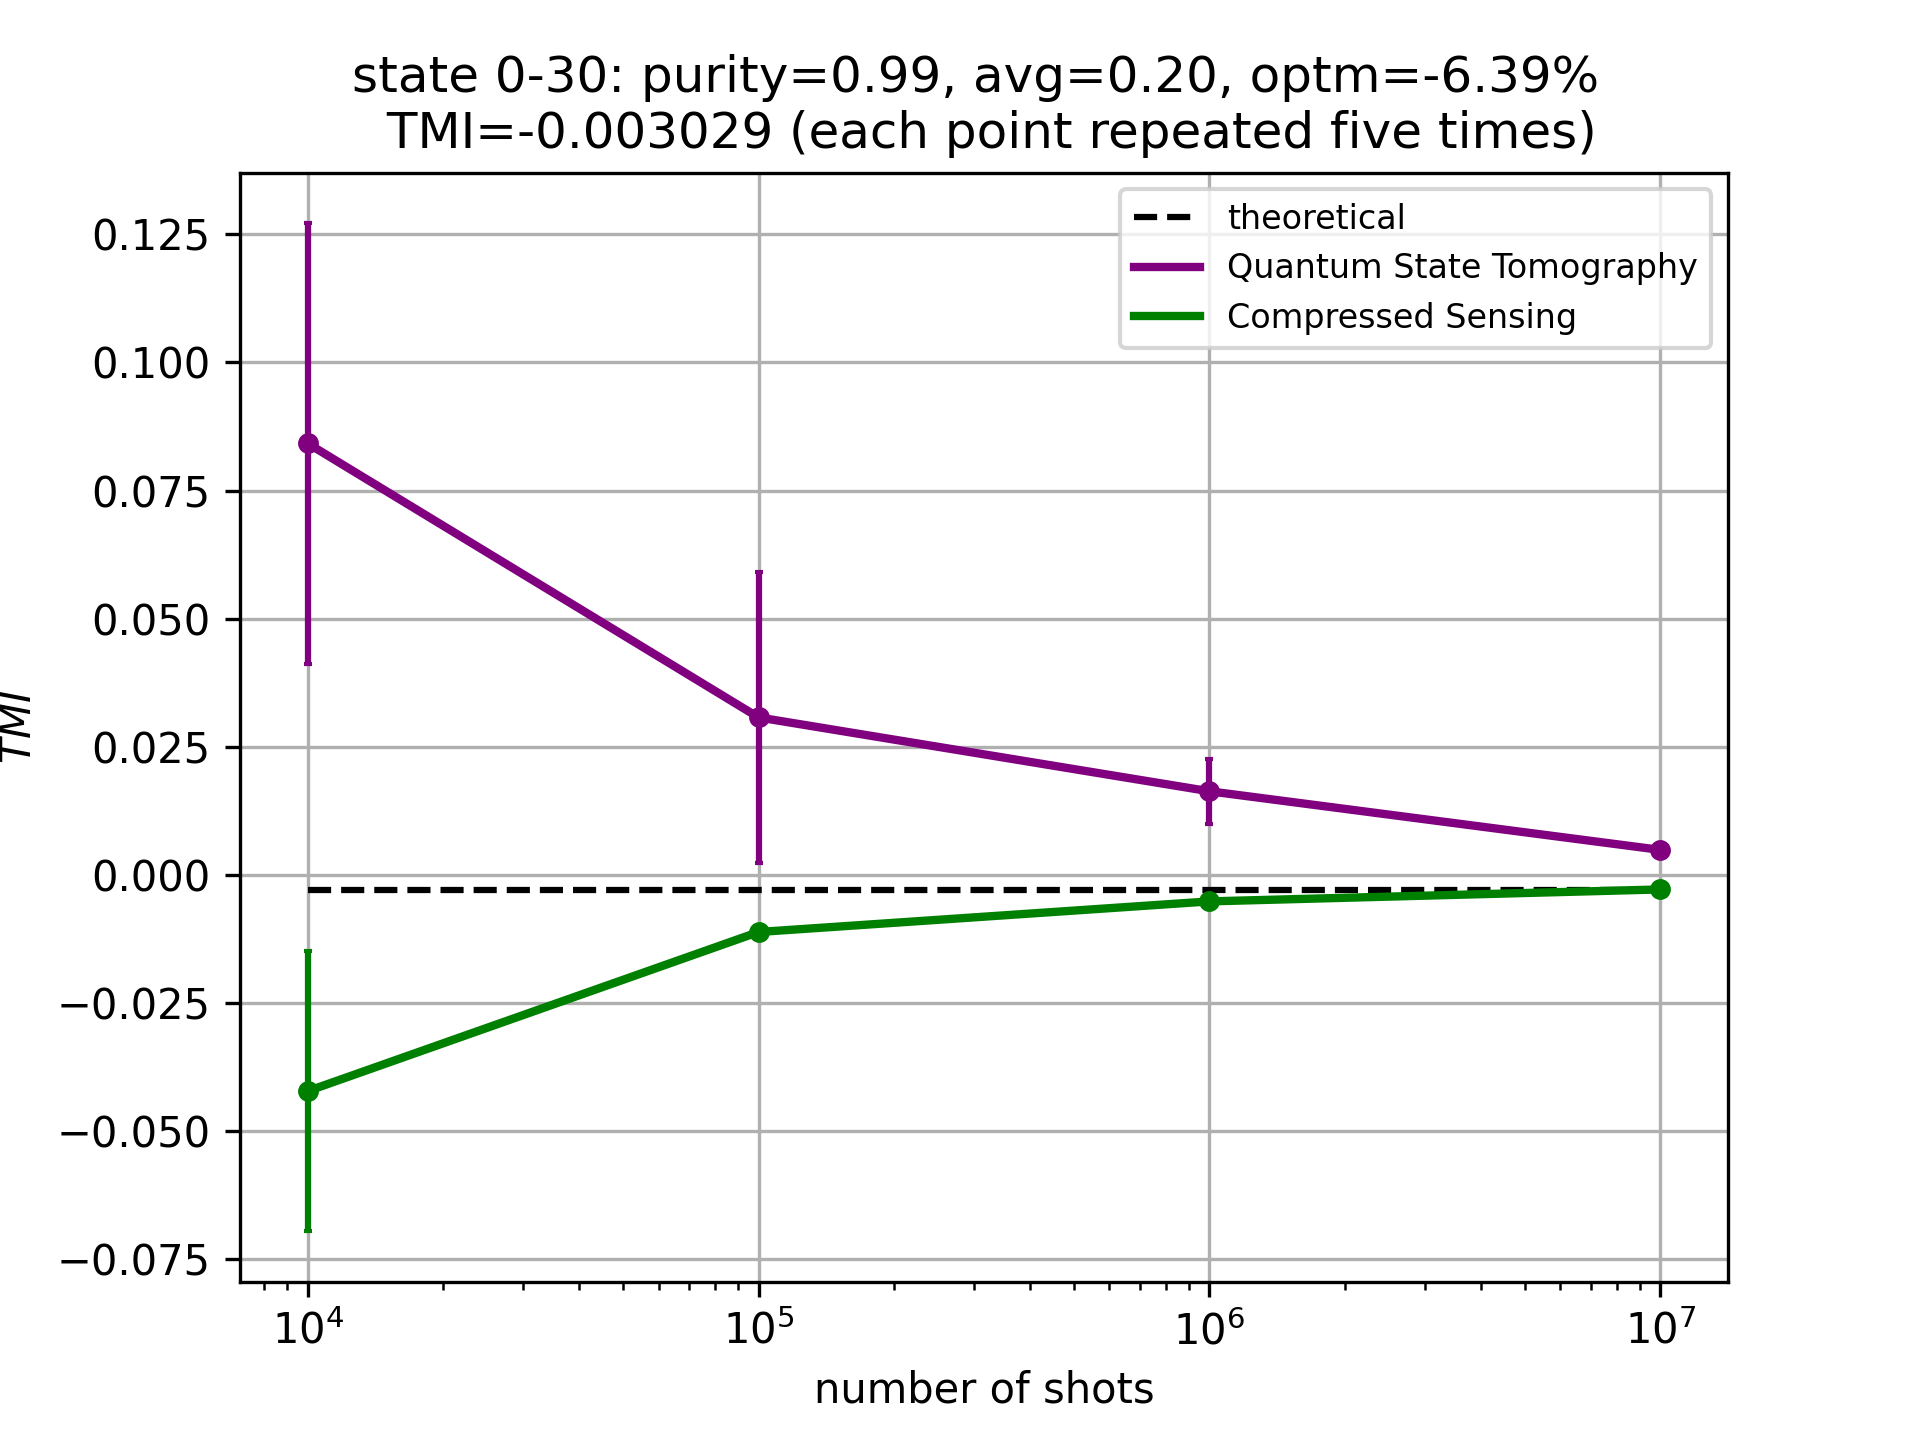 state 0-30: purity=0.99, avg=0.20, optm=-6.39%
TMI=-0.003029 (each point repeated five times)
theoretical
Quantum State Tomography
Compressed Sensing
0.125
0.100
0.075
0.050
0.025
0.000
−0.025
−0.050
−0.075
TMI
10⁴ 10⁵ 10⁶ 10⁷
number of shots